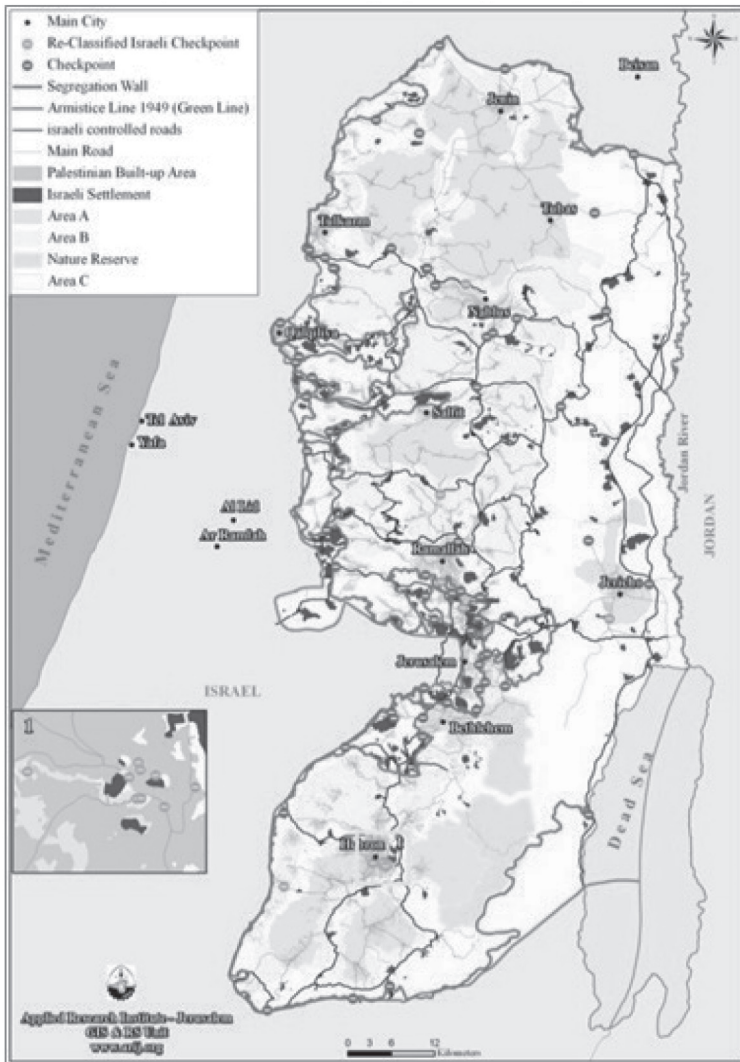 Main City
Re-Classified Israeli Checkpoint
Checkpoint
Segregation Wall
Armistice Line 1949 (Green Line)
israeli controlled roads
Main Road
Palestinian Built-up Area
Israeli Settlement
Area A
Area B
Nature Reserve
Area C
Beisan
Jenin
Tubas
Tulkarm
Nablus
Qalqiliya
Salfit
Mediterranean Sea
Tel Aviv
Yafa
Al Lid
Ar Ramlah
Ramallah
Jericho
Jordan River
JORDAN
Jerusalem
ISRAEL
Bethlehem
1
Dead Sea
Hebron 1
Applied Research Institute - Jerusalem
GIS & RS Unit
www.arij.org
0 3 6 12
Kilometers